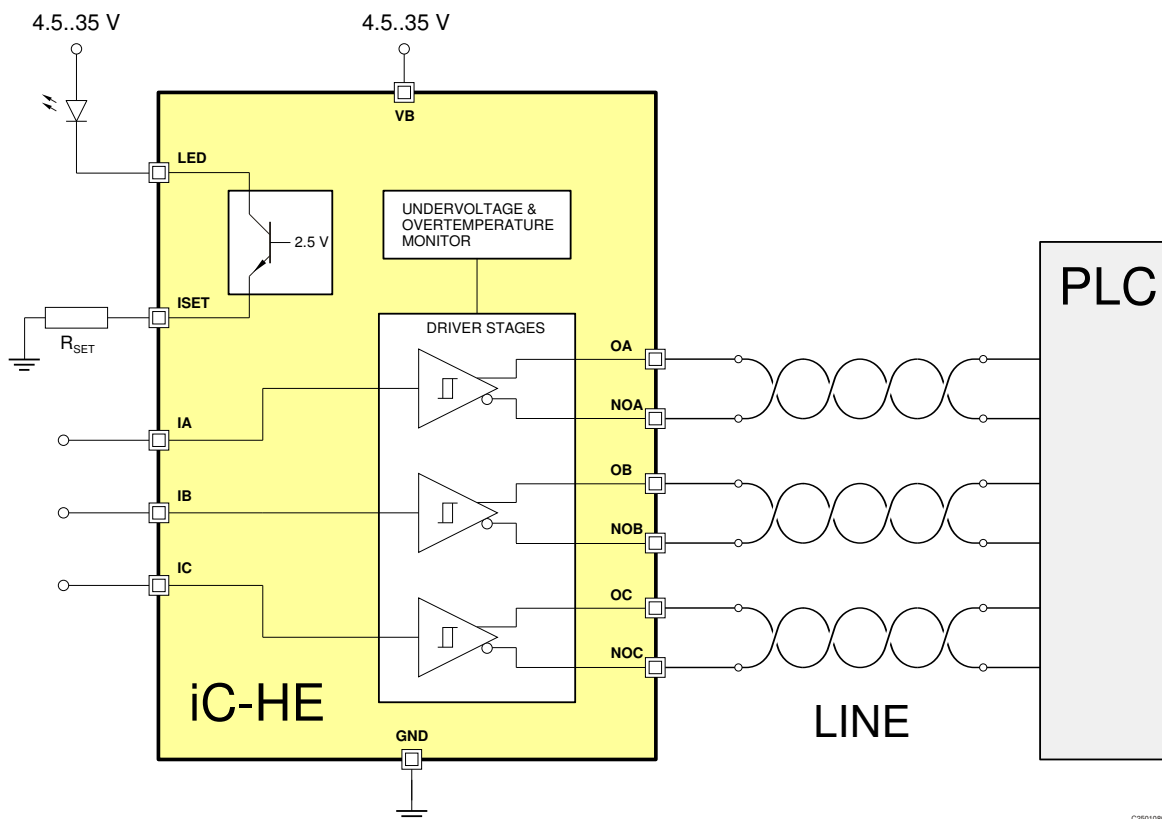 4.5..35 V
4.5..35 V
VB
LED
2.5 V
UNDERVOLTAGE &
OVERTEMPERATURE
MONITOR
ISET
RSET
DRIVER STAGES
PLC
OA
NOA
IA
OB
IB
NOB
IC
OC
NOC
iC-HE
LINE
GND